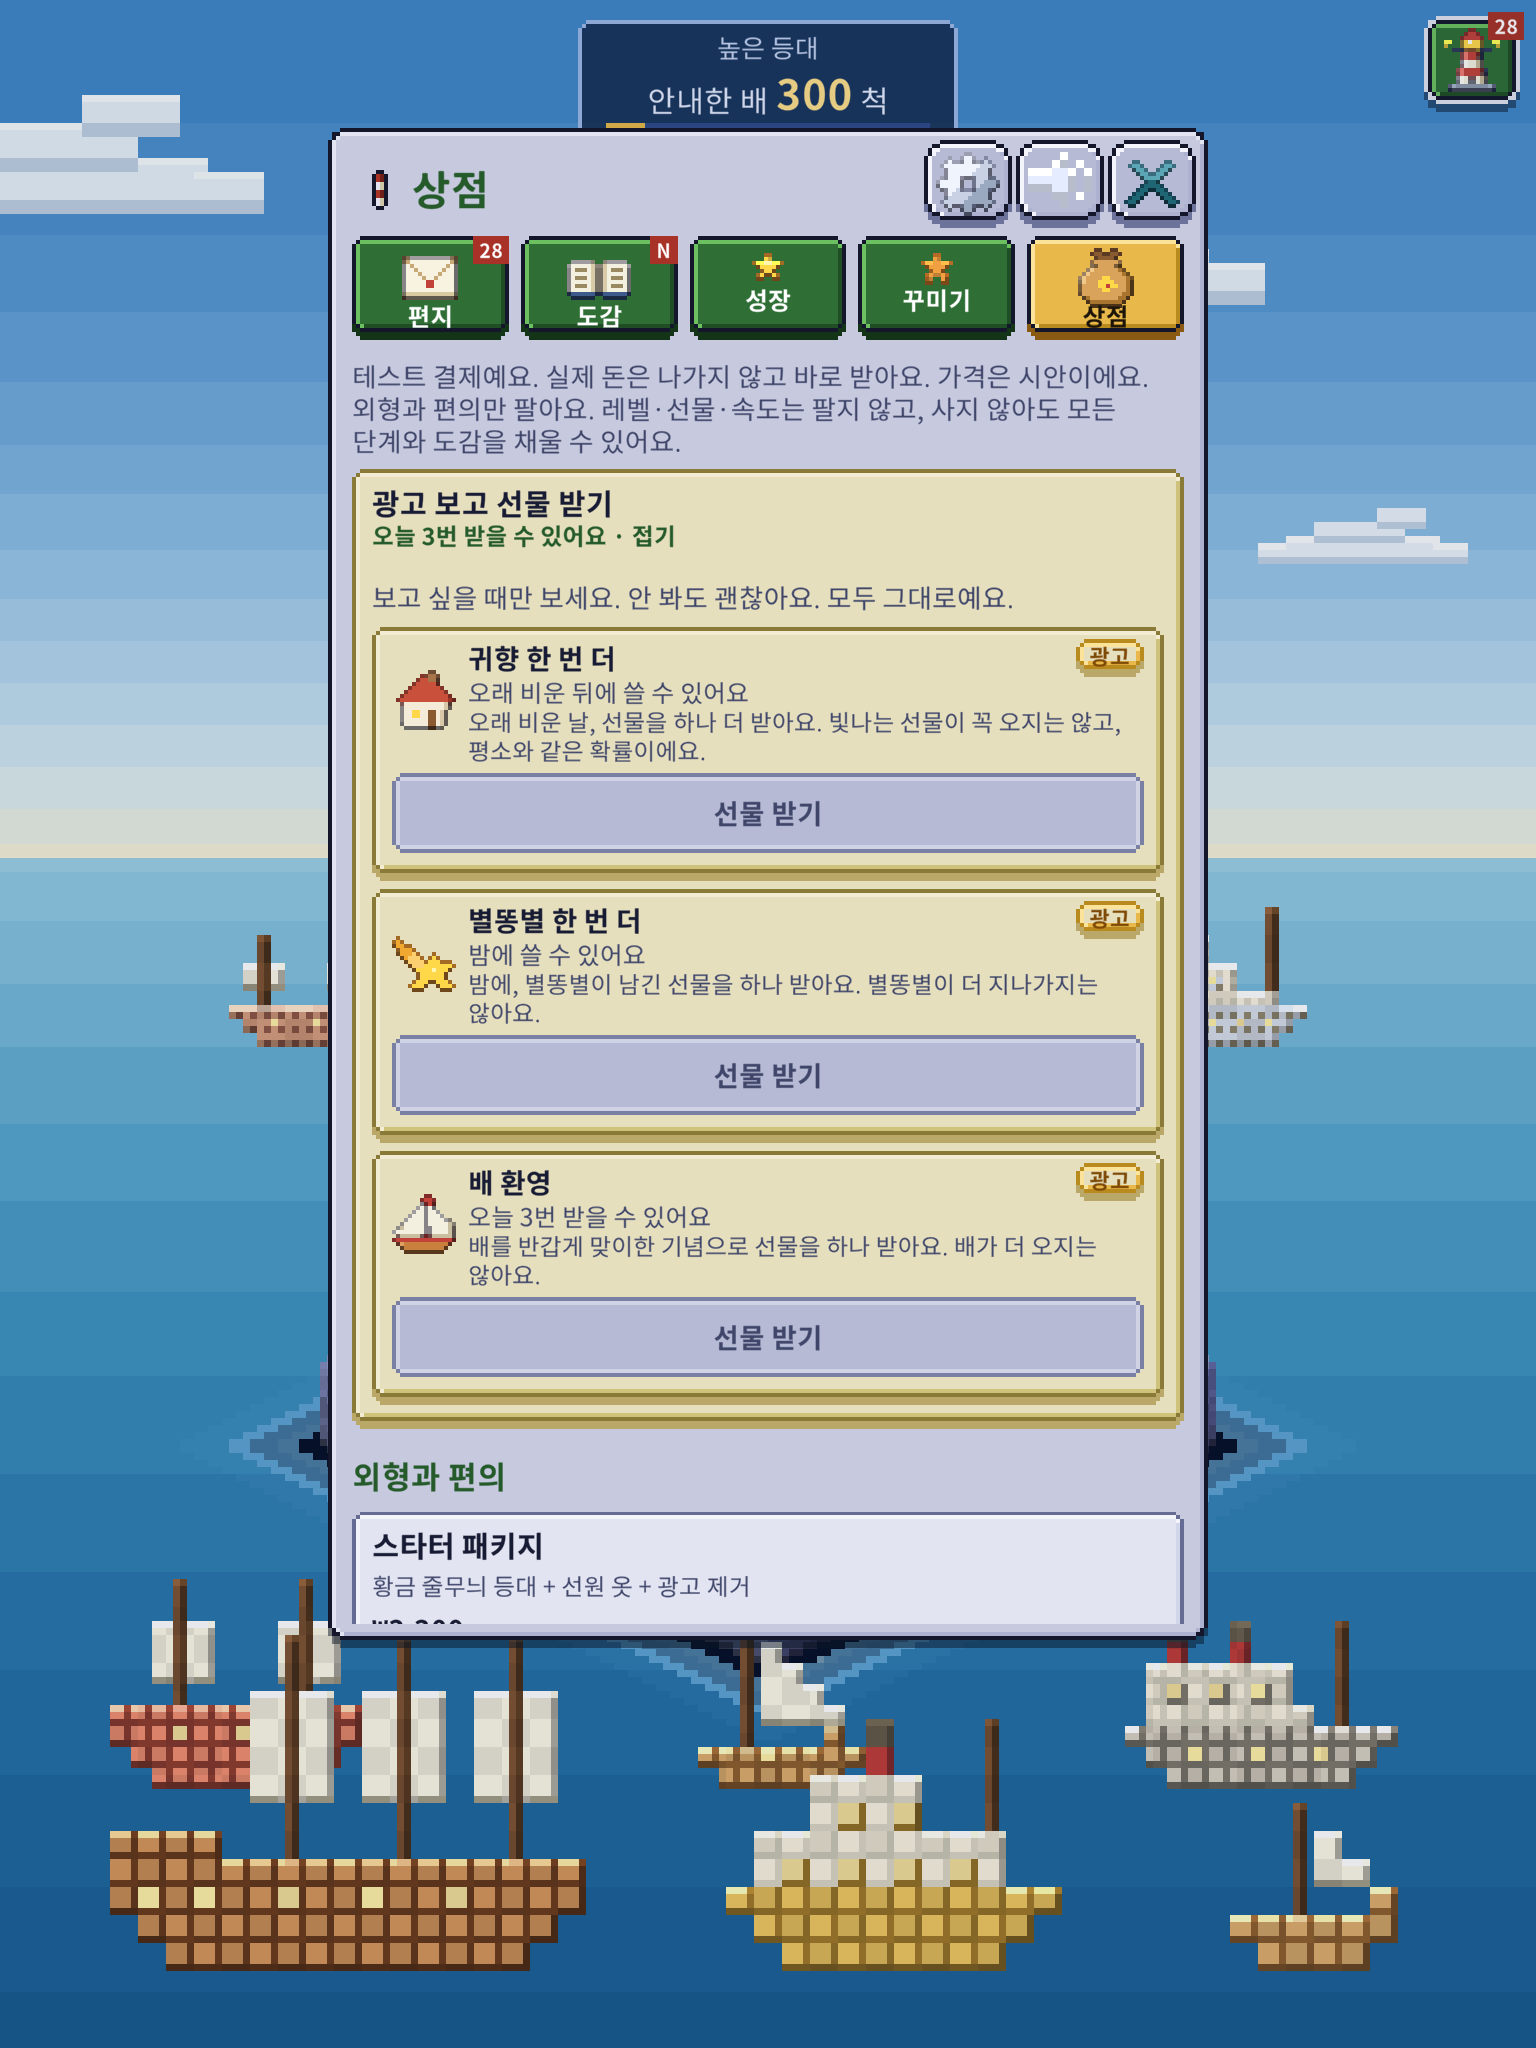 높은 등대
안내한 배 300 척
28
상점
28
N
편지
도감
성장
꾸미기
상점
테스트 결제예요. 실제 돈은 나가지 않고 바로 받아요. 가격은 시안이에요.
외형과 편의만 팔아요. 레벨·선물·속도는 팔지 않고, 사지 않아도 모든
단계와 도감을 채울 수 있어요.
광고 보고 선물 받기
오늘 3번 받을 수 있어요 · 접기
보고 싶을 때만 보세요. 안 봐도 괜찮아요. 모두 그대로예요.
귀향 한 번 더
광고
오래 비운 뒤에 쓸 수 있어요
오래 비운 날, 선물을 하나 더 받아요. 빛나는 선물이 꼭 오지는 않고,
평소와 같은 확률이에요.
선물 받기
별똥별 한 번 더
광고
밤에 쓸 수 있어요
밤에, 별똥별이 남긴 선물을 하나 받아요. 별똥별이 더 지나가지는
않아요.
선물 받기
배 환영
광고
오늘 3번 받을 수 있어요
배를 반갑게 맞이한 기념으로 선물을 하나 받아요. 배가 더 오지는
않아요.
선물 받기
외형과 편의
스타터 패키지
황금 줄무늬 등대 + 선원 옷 + 광고 제거